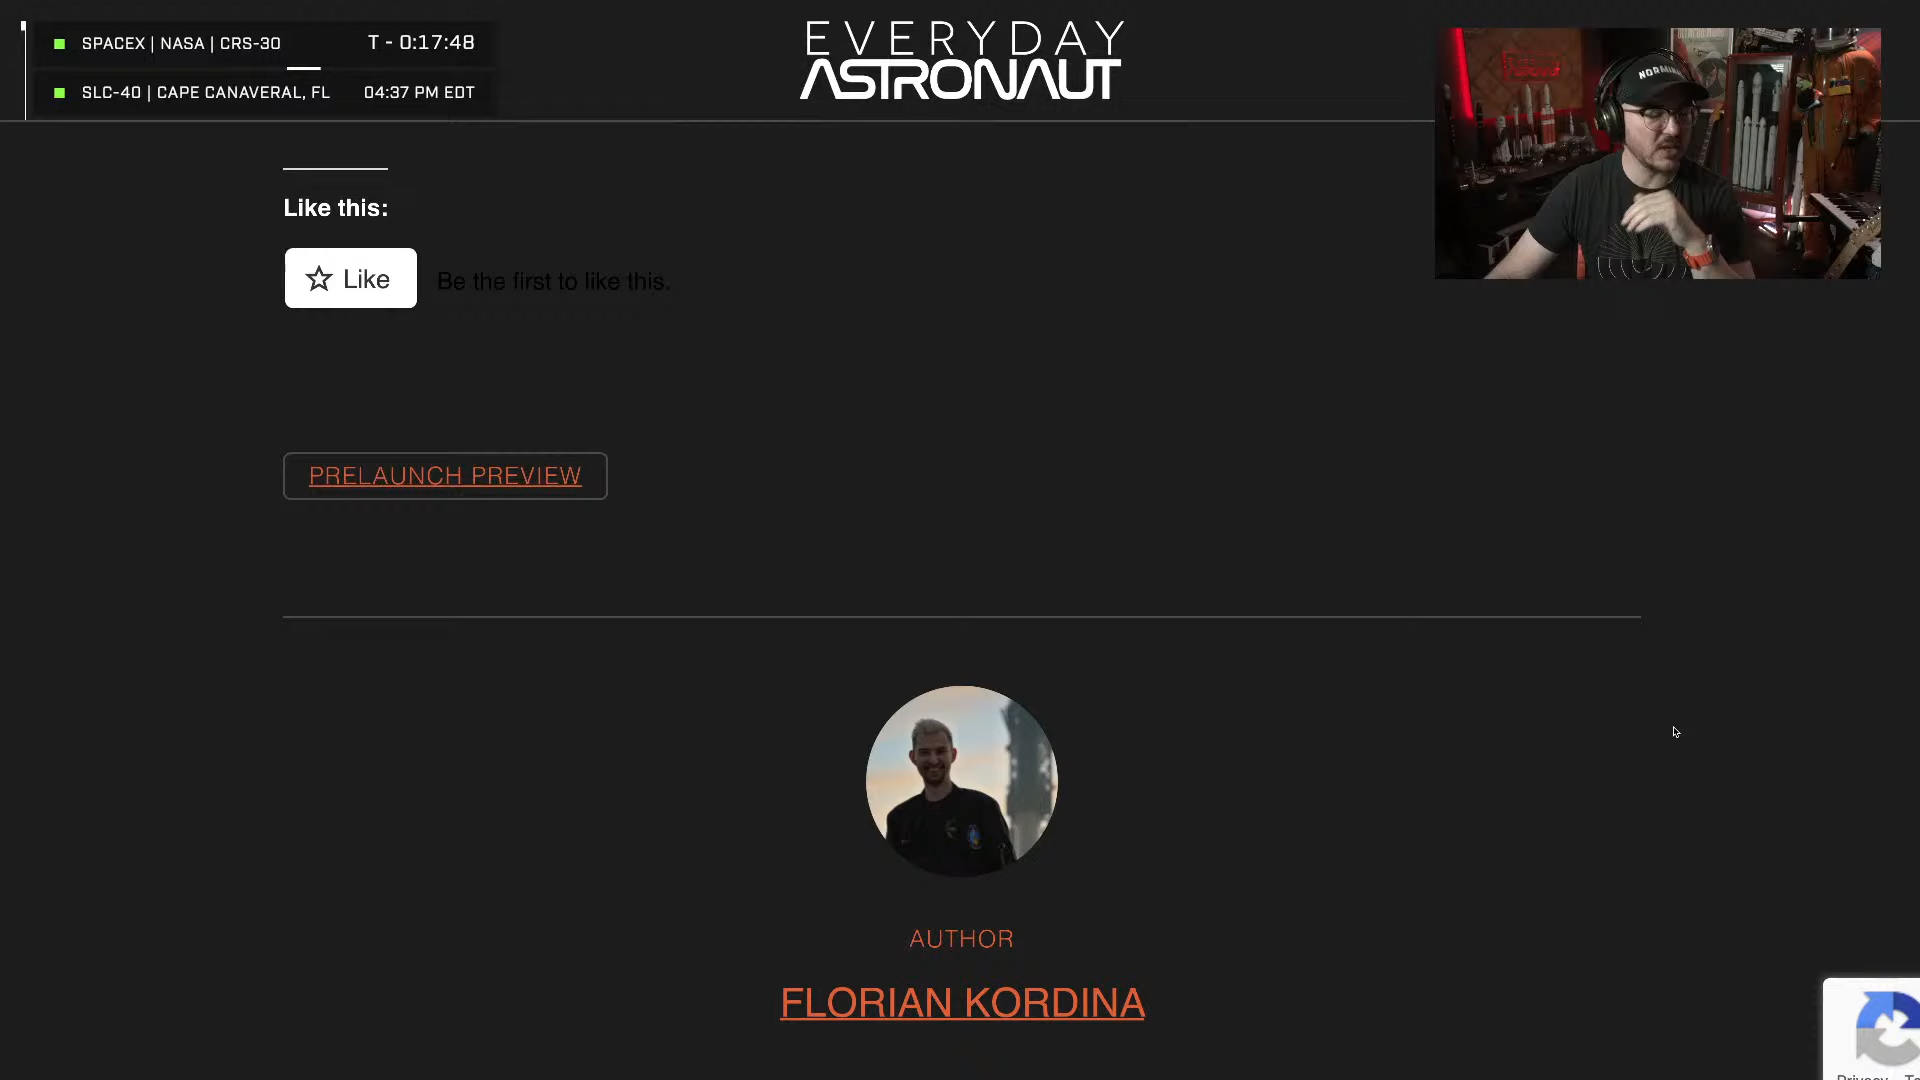 SPACEX | NASA | CRS-30
T - 0:17:48
SLC-40 | CAPE CANAVERAL, FL
04:37 PM EDT
EVERYDAY
ASTRONAUT
Like this:
Like
Be the first to like this.
PRELAUNCH PREVIEW
AUTHOR
FLORIAN KORDINA